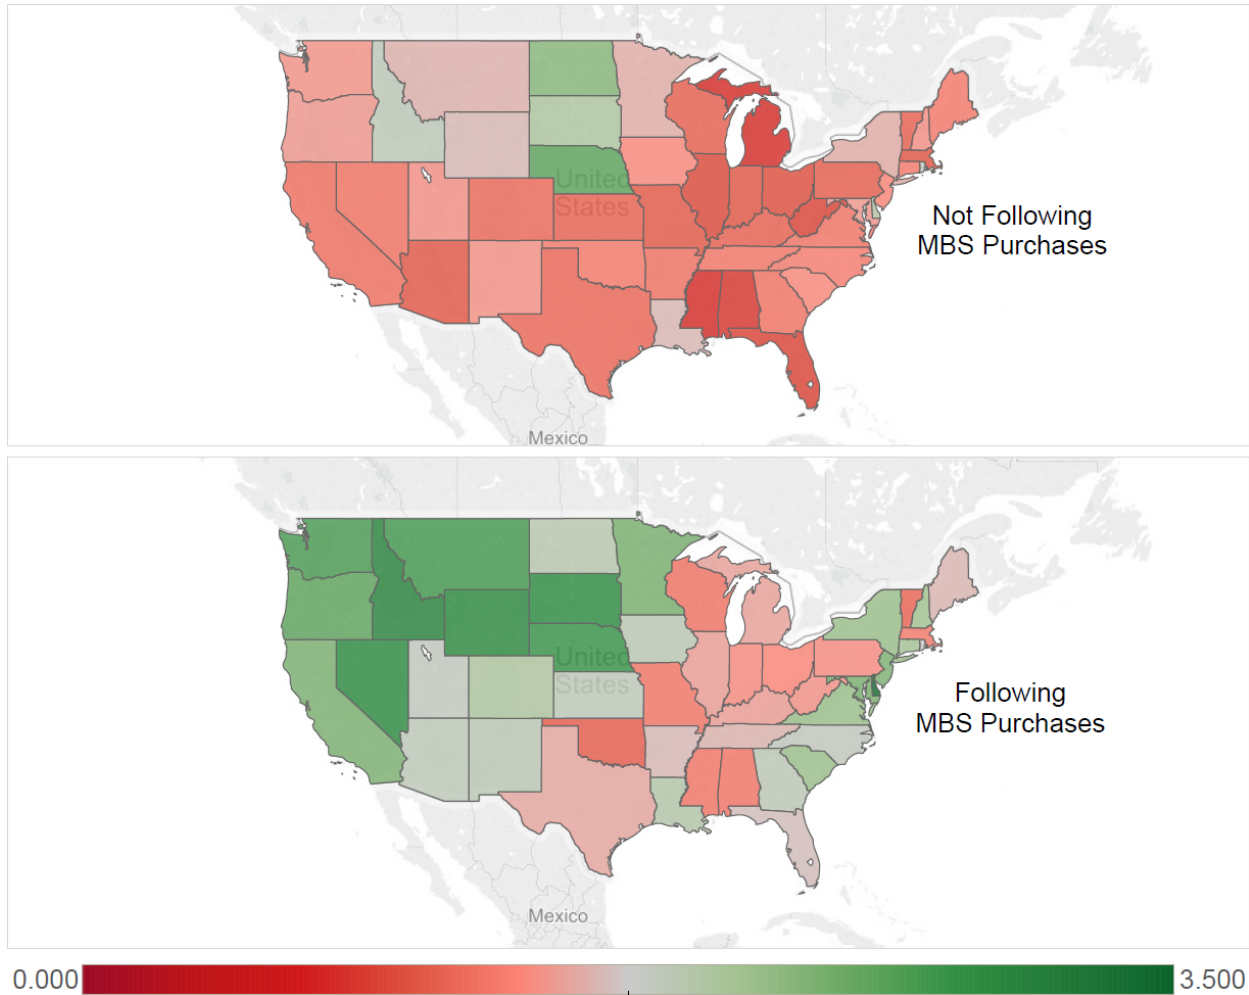 Not Following
MBS Purchases
United
States
Mexico
Following
MBS Purchases
United
States
Mexico
0.000
3.500